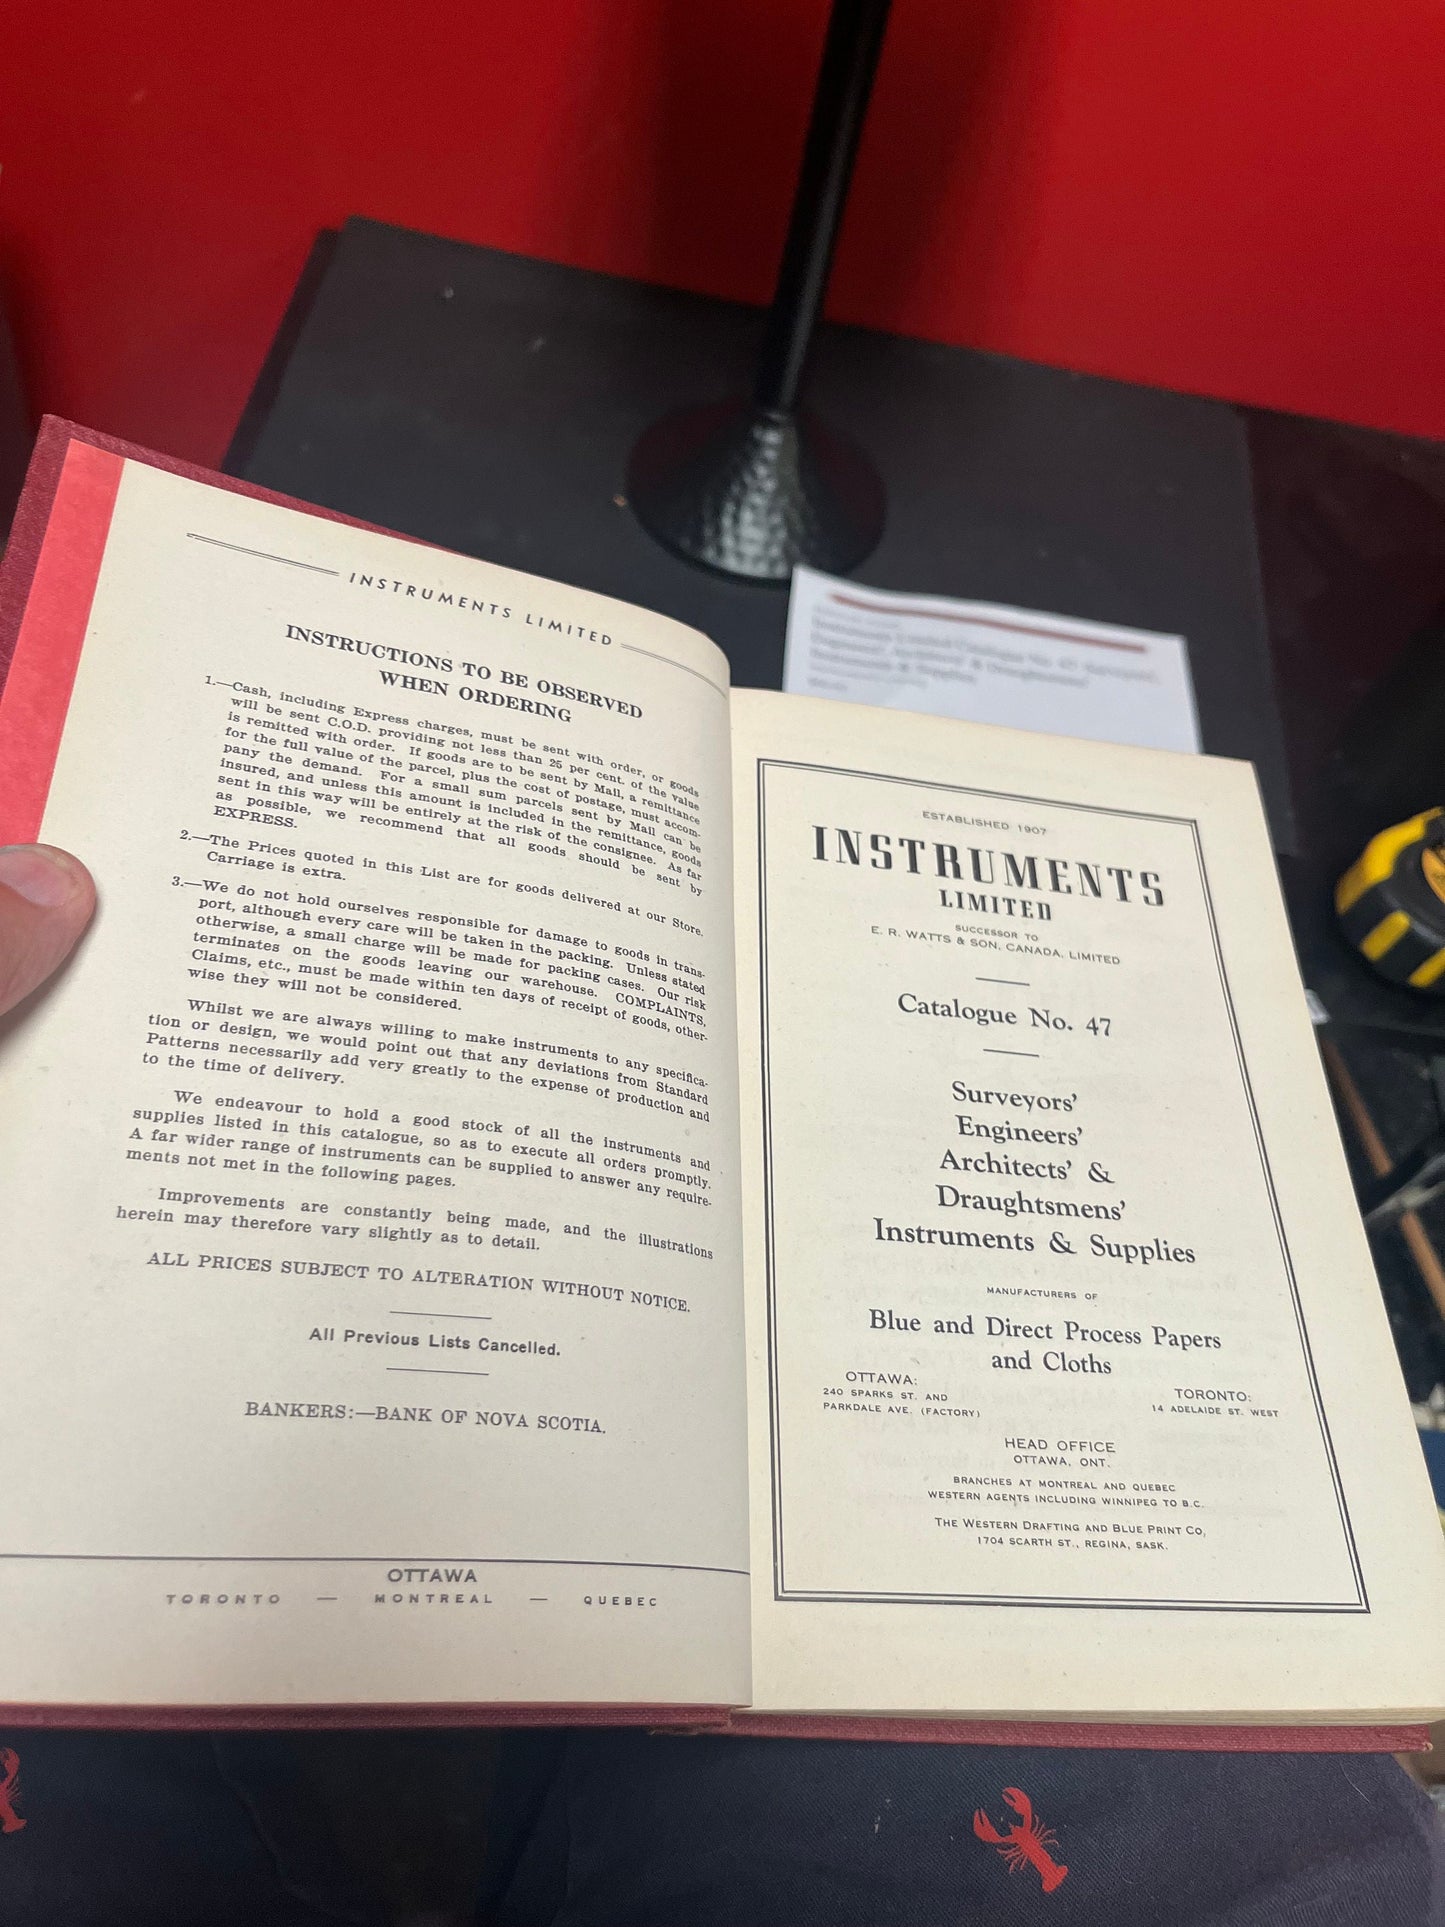 INSTRUMENTS LIMITED
INSTRUCTIONS TO BE OBSERVED
WHEN ORDERING
1.—Cash, including Express charges, must be sent with order, or goods
will be sent C.O.D. providing not less than 25 per cent. of the value
is remitted with order. If goods are to be sent by Mail, a remittance
for the full value of the parcel, plus the cost of postage, must accom-
pany the demand. For a small sum parcels sent by Mail can be
insured, and unless this amount is included in the remittance, goods
sent in this way will be entirely at the risk of the consignee. As far
as possible, we recommend that all goods should be sent by
EXPRESS.
2.—The Prices quoted in this List are for goods delivered at our Store.
Carriage is extra.
3.—We do not hold ourselves responsible for damage to goods in trans-
port, although every care will be taken in the packing. Unless stated
otherwise, a small charge will be made for packing cases. Our risk
terminates on the goods leaving our warehouse. COMPLAINTS,
Claims, etc., must be made within ten days of receipt of goods, other-
wise they will not be considered.
Whilst we are always willing to make instruments to any specifica-
tion or design, we would point out that any deviations from Standard
Patterns necessarily add very greatly to the expense of production and
to the time of delivery.
We endeavour to hold a good stock of all the instruments and
supplies listed in this catalogue, so as to execute all orders promptly.
A far wider range of instruments can be supplied to answer any require-
ments not met in the following pages.
Improvements are constantly being made, and the illustrations
herein may therefore vary slightly as to detail.
ALL PRICES SUBJECT TO ALTERATION WITHOUT NOTICE.
All Previous Lists Cancelled.
BANKERS:—BANK OF NOVA SCOTIA.
OTTAWA
TORONTO — MONTREAL — QUEBEC
ESTABLISHED 1907
INSTRUMENTS
LIMITED
SUCCESSOR TO
E. R. WATTS & SON, CANADA, LIMITED
Catalogue No. 47
Surveyors'
Engineers'
Architects' &
Draughtsmens'
Instruments & Supplies
MANUFACTURERS OF
Blue and Direct Process Papers
and Cloths
OTTAWA:
240 SPARKS ST. AND
PARKDALE AVE. (FACTORY)
TORONTO:
14 ADELAIDE ST. WEST
HEAD OFFICE
OTTAWA, ONT.
BRANCHES AT MONTREAL AND QUEBEC
WESTERN AGENTS INCLUDING WINNIPEG TO B.C.
THE WESTERN DRAFTING AND BLUE PRINT CO,
1704 SCARTH ST., REGINA, SASK.